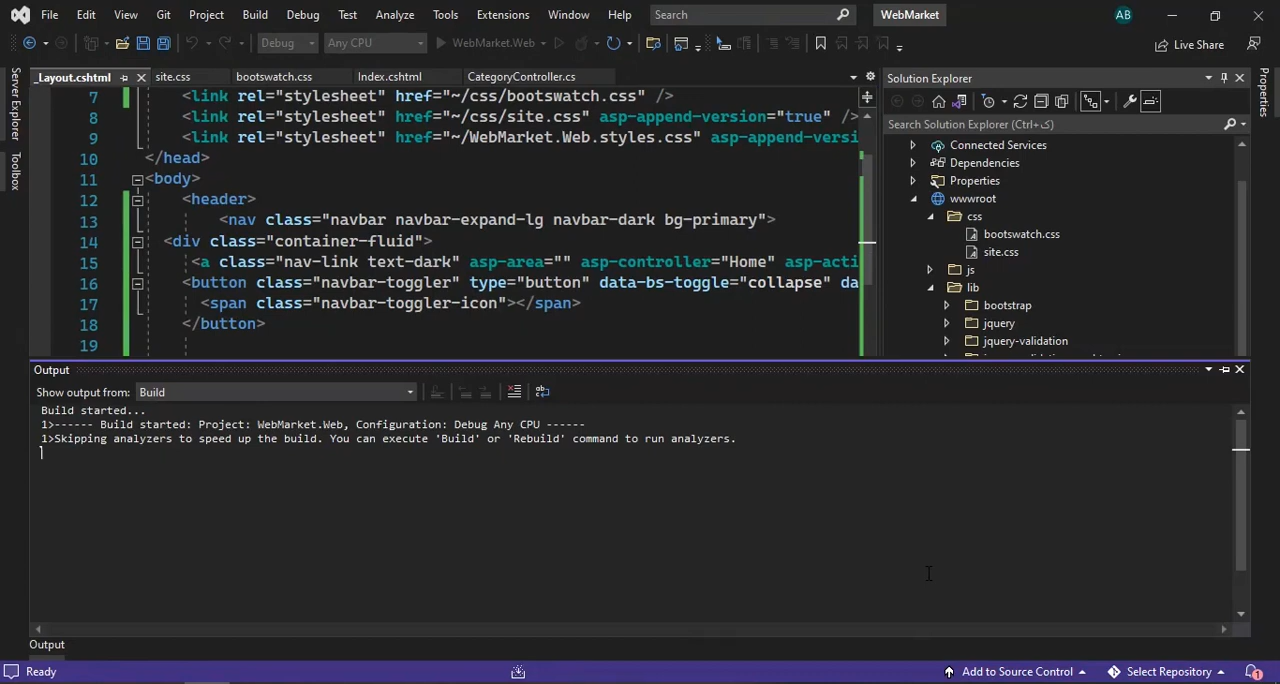 File Edit View Git Project Build Debug Test Analyze Tools Extensions Window Help Search WebMarket AB
Debug Any CPU WebMarket.Web Live Share
Server Explorer
Toolbox
_Layout.cshtml site.css bootswatch.css Index.cshtml CategoryController.cs
7 <link rel="stylesheet" href="~/css/bootswatch.css" />
8 <link rel="stylesheet" href="~/css/site.css" asp-append-version="true" />
9 <link rel="stylesheet" href="~/WebMarket.Web.styles.css" asp-append-versi
10 </head>
11 <body>
12 <header>
13 <nav class="navbar navbar-expand-lg navbar-dark bg-primary">
14 <div class="container-fluid">
15 <a class="nav-link text-dark" asp-area="" asp-controller="Home" asp-acti
16 <button class="navbar-toggler" type="button" data-bs-toggle="collapse" da
17 <span class="navbar-toggler-icon"></span>
18 </button>
19
Solution Explorer
Search Solution Explorer (Ctrl+ک)
Connected Services
Dependencies
Properties
wwwroot
css
bootswatch.css
site.css
js
lib
bootstrap
jquery
jquery-validation
Properties
Output
Show output from: Build
Build started...
1>------ Build started: Project: WebMarket.Web, Configuration: Debug Any CPU ------
1>Skipping analyzers to speed up the build. You can execute 'Build' or 'Rebuild' command to run analyzers.
Output
Ready Add to Source Control Select Repository 1